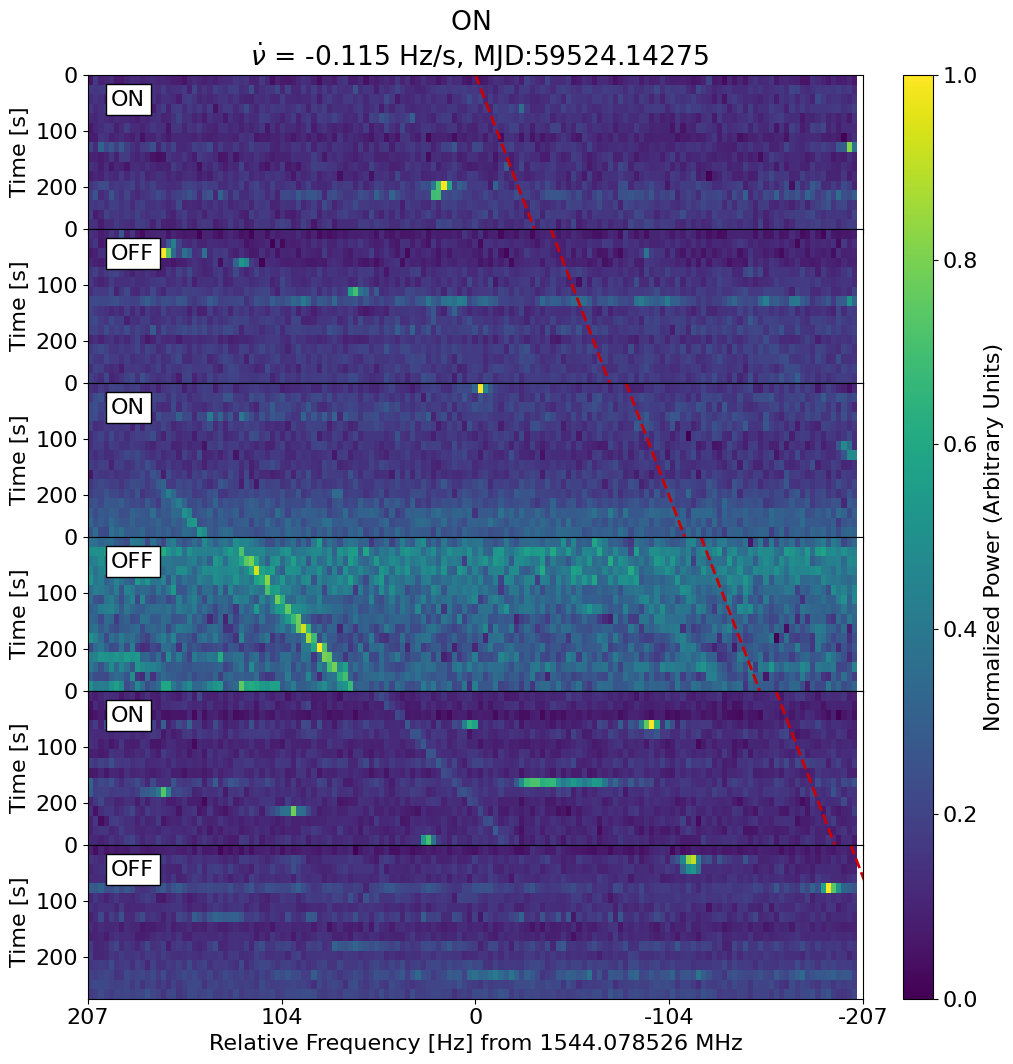 ON
ν̇ = -0.115 Hz/s, MJD:59524.14275
0
ON
100
200
Time [s]
0
OFF
100
200
Time [s]
0
ON
100
200
Time [s]
0
OFF
100
200
Time [s]
0
ON
100
200
Time [s]
0
OFF
100
200
Time [s]
207 104 0 -104 -207
Relative Frequency [Hz] from 1544.078526 MHz
1.0
0.8
0.6
0.4
0.2
0.0
Normalized Power (Arbitrary Units)